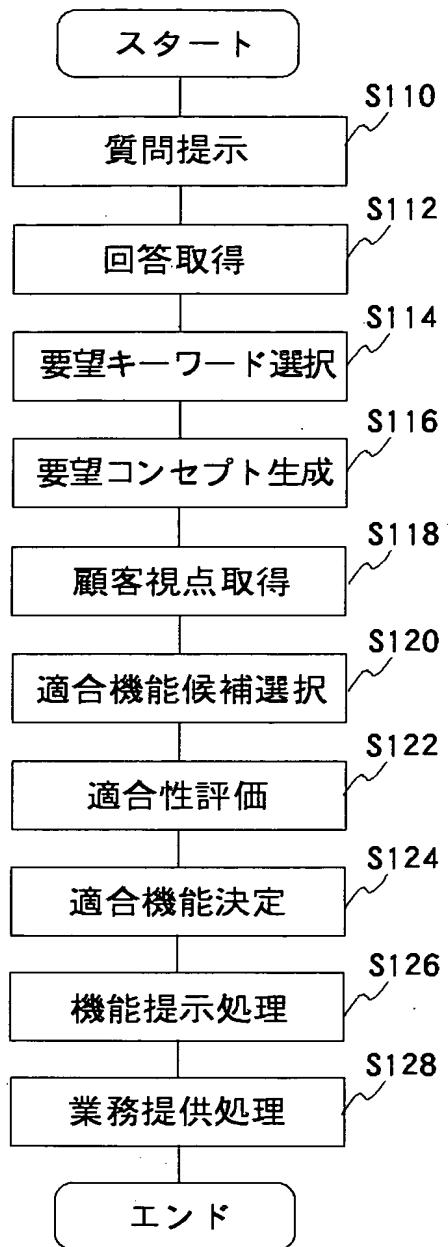 スタート
S110
質問提示
S112
回答取得
S114
要望キーワード選択
S116
要望コンセプト生成
S118
顧客視点取得
S120
適合機能候補選択
S122
適合性評価
S124
適合機能決定
S126
機能提示処理
S128
業務提供処理
エンド